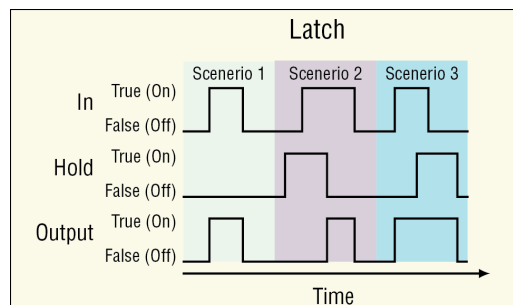 Latch
Scenerio 1 Scenerio 2 Scenerio 3
In
True (On)
False (Off)
Hold
True (On)
False (Off)
Output
True (On)
False (Off)
Time